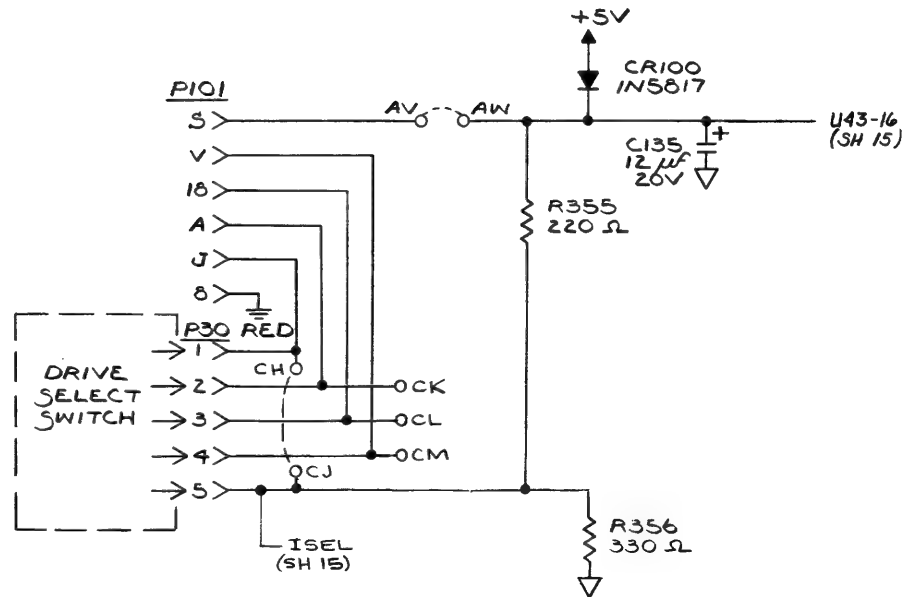 +5V
CR100
1N5817
P101
S
AV
AW
U43-16
(SH 15)
C135
12 µf
20V
+
V
18
R355
220 Ω
A
J
8
P30 RED
1
CH
DRIVE
SELECT
SWITCH
2
CK
3
CL
4
CM
CJ
5
R356
330 Ω
ISEL
(SH 15)